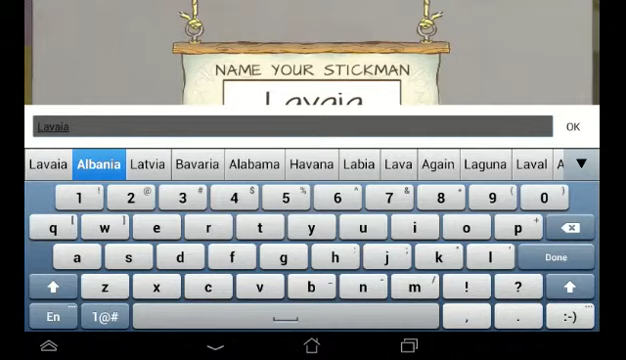 NAME YOUR STICKMAN
Lavaia
Lavaia OK
Lavaia Albania Latvia Bavaria Alabama Havana Labia Lava Again Laguna Laval A
1 ! 2 @ 3 # 4 $ 5 % 6 ^ 7 & 8 * 9 ( 0 )
q [ w ] e r t y u i o p +
a s d f g h : j ; k * l ' Done
z x c v b - n _ m / ! ?
En 1@# , . :-)